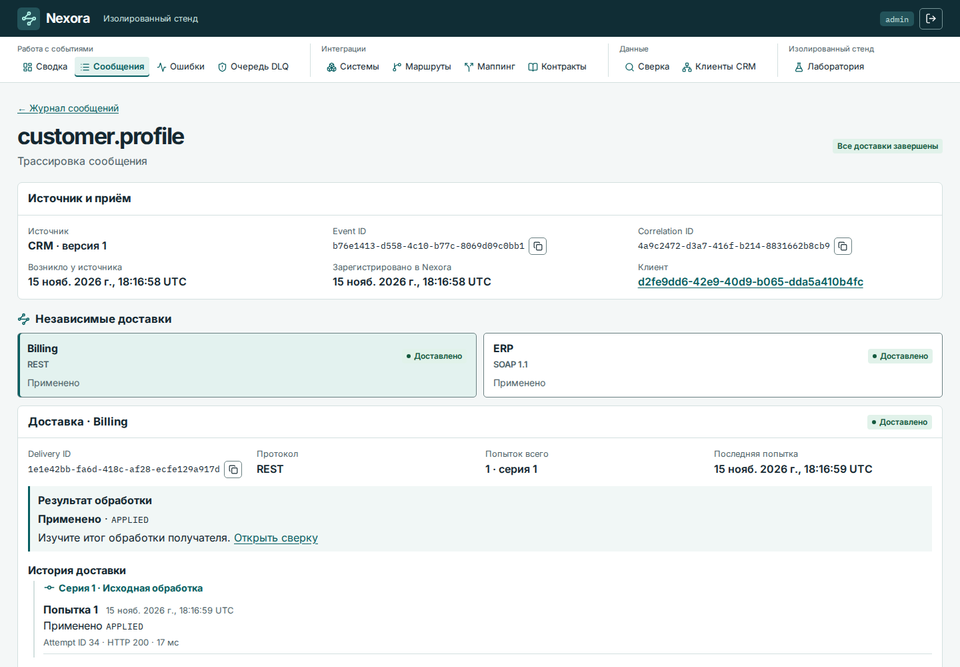 Nexora Изолированный стенд admin
Работа с событиями Интеграции Данные Изолированный стенд
Сводка Сообщения Ошибки Очередь DLQ Системы Маршруты Маппинг Контракты Сверка Клиенты CRM Лаборатория
← Журнал сообщений
customer.profile
Все доставки завершены
Трассировка сообщения
Источник и приём
Источник Event ID Correlation ID
CRM · версия 1 b76e1413-d558-4c10-b77c-8069d09c0bb1 4a9c2472-d3a7-416f-b214-8831662b8cb9
Возникло у источника Зарегистрировано в Nexora Клиент
15 нояб. 2026 г., 18:16:58 UTC 15 нояб. 2026 г., 18:16:58 UTC d2fe9dd6-42e9-40d9-b065-dda5a410b4fc
Независимые доставки
Billing
REST
Применено
Доставлено
ERP
SOAP 1.1
Применено
Доставлено
Доставка · Billing Доставлено
Delivery ID Протокол Попыток всего Последняя попытка
1e1e42bb-fa6d-418c-af28-ecfe129a917d REST 1 · серия 1 15 нояб. 2026 г., 18:16:59 UTC
Результат обработки
Применено · APPLIED
Изучите итог обработки получателя. Открыть сверку
История доставки
Серия 1 · Исходная обработка
Попытка 1 15 нояб. 2026 г., 18:16:59 UTC
Применено APPLIED
Attempt ID 34 · HTTP 200 · 17 мс